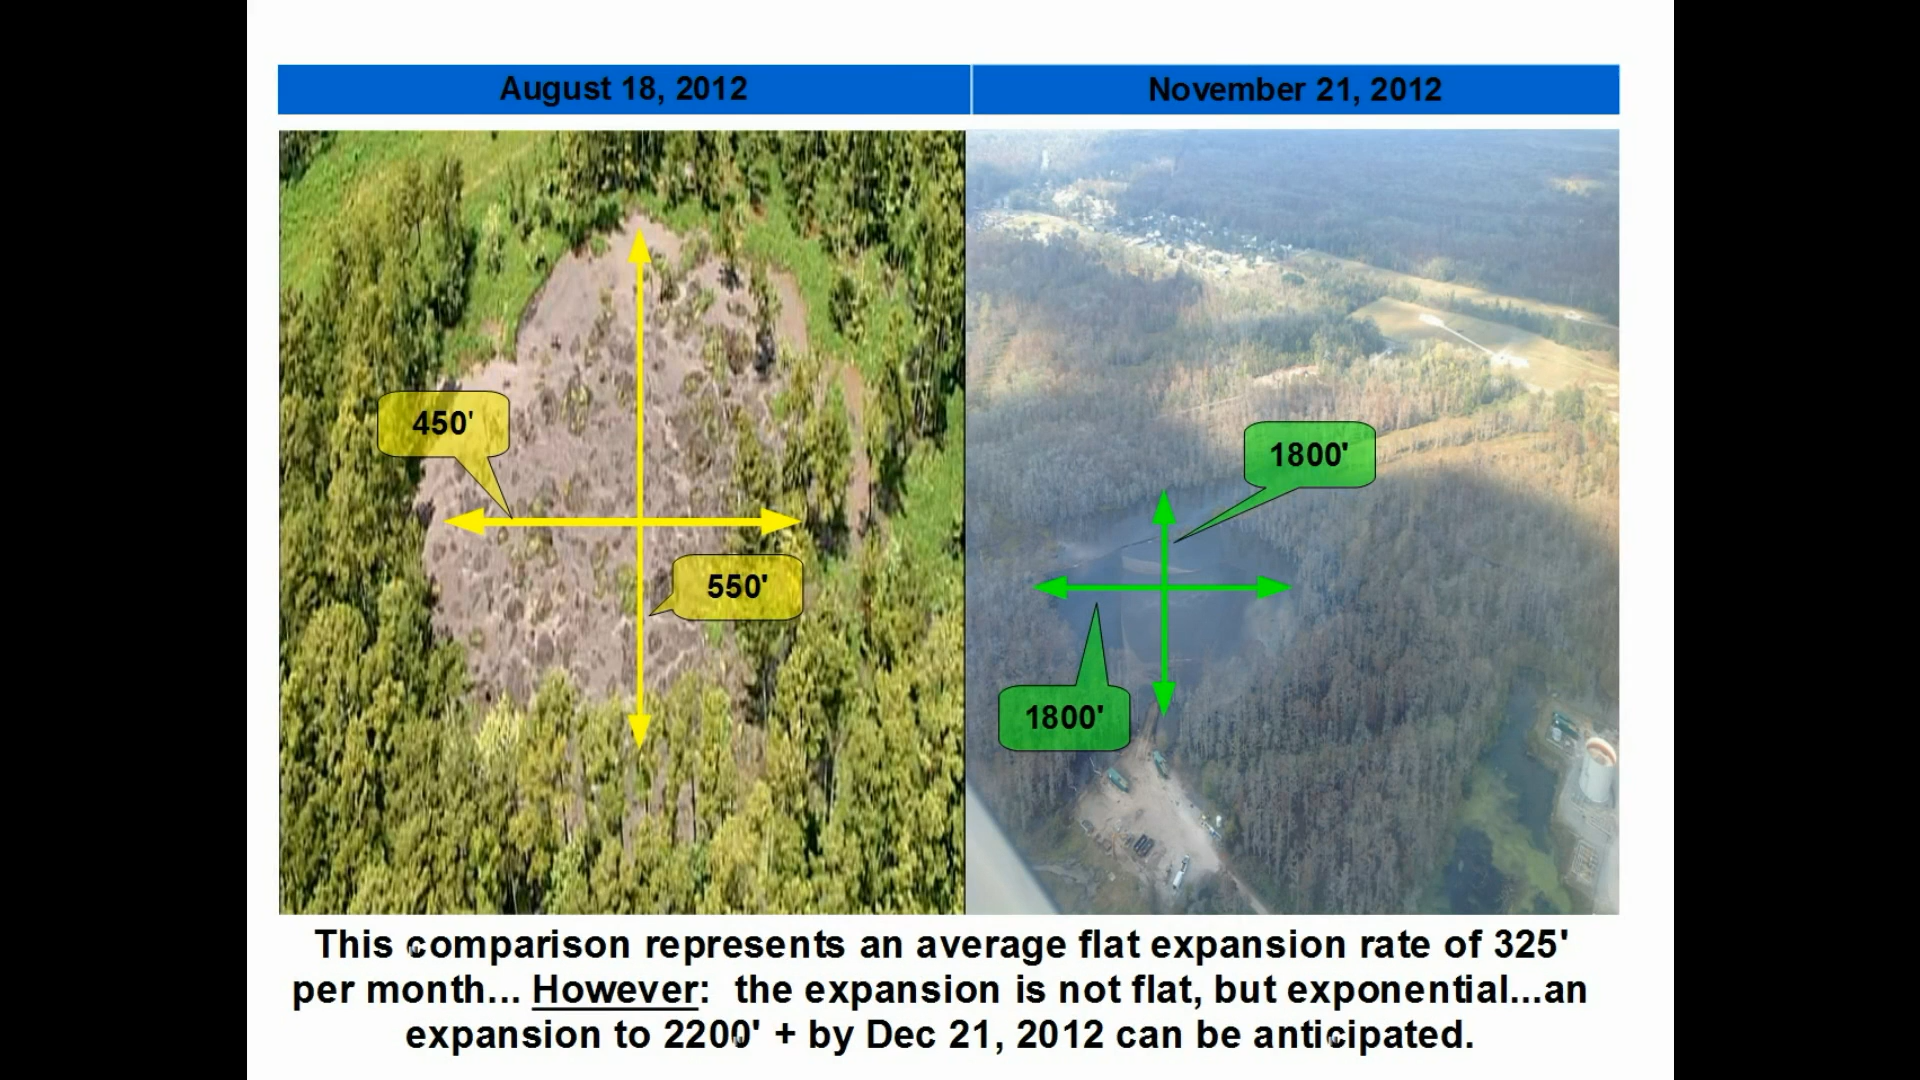 August 18, 2012
November 21, 2012
450'
550'
1800'
1800'
This comparison represents an average flat expansion rate of 325'
per month... However:  the expansion is not flat, but exponential...an
expansion to 2200' + by Dec 21, 2012 can be anticipated.